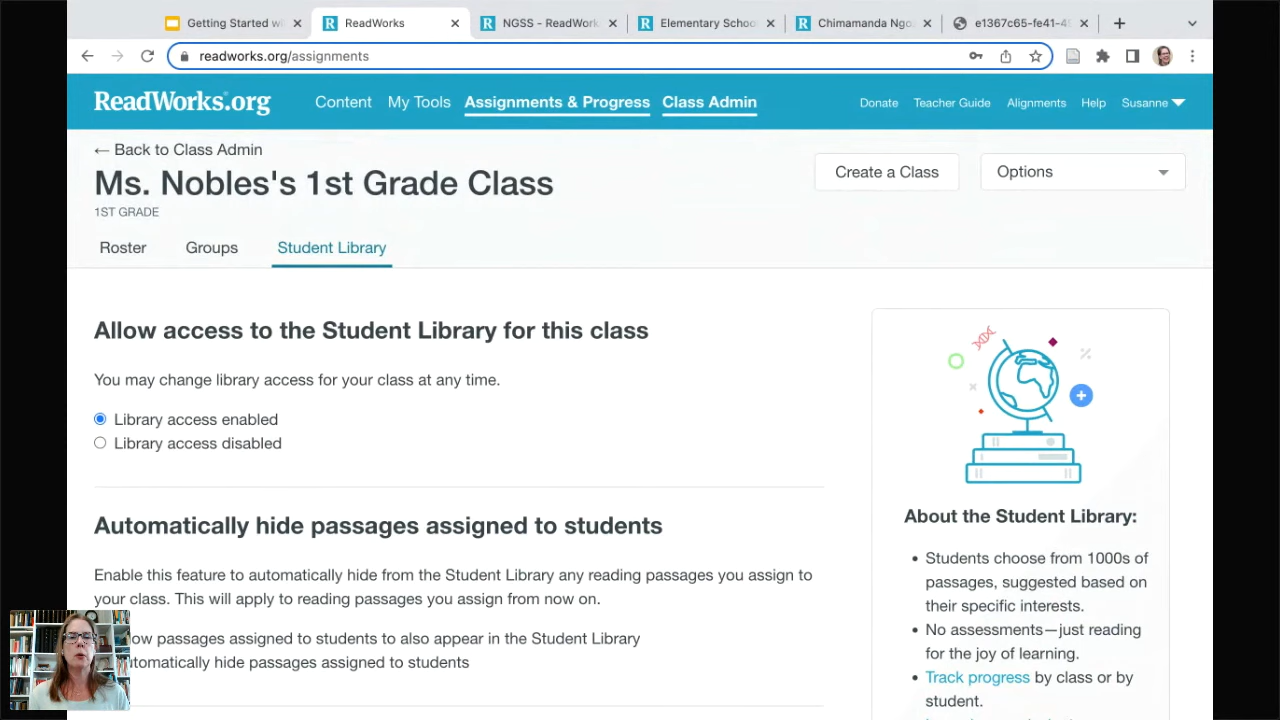 Getting Started wi
ReadWorks
NGSS - ReadWork
Elementary Schoo
Chimamanda Ngoz
e1367c65-fe41-4
readworks.org/assignments
ReadWorks.org
Content
My Tools
Assignments & Progress
Class Admin
Donate
Teacher Guide
Alignments
Help
Susanne
← Back to Class Admin
Ms. Nobles's 1st Grade Class
1ST GRADE
Create a Class
Options
Roster
Groups
Student Library
Allow access to the Student Library for this class
You may change library access for your class at any time.
Library access enabled
Library access disabled
Automatically hide passages assigned to students
Enable this feature to automatically hide from the Student Library any reading passages you assign to
your class. This will apply to reading passages you assign from now on.
ow passages assigned to students to also appear in the Student Library
utomatically hide passages assigned to students
About the Student Library:
• Students choose from 1000s of
passages, suggested based on
their specific interests.
• No assessments—just reading
for the joy of learning.
• Track progress by class or by
student.